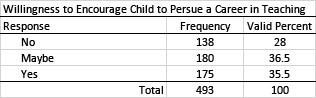 Willingness to Encourage Child to Persue a Career in Teaching
Response Frequency Valid Percent
No 138 28
Maybe 180 36.5
Yes 175 35.5
Total 493 100